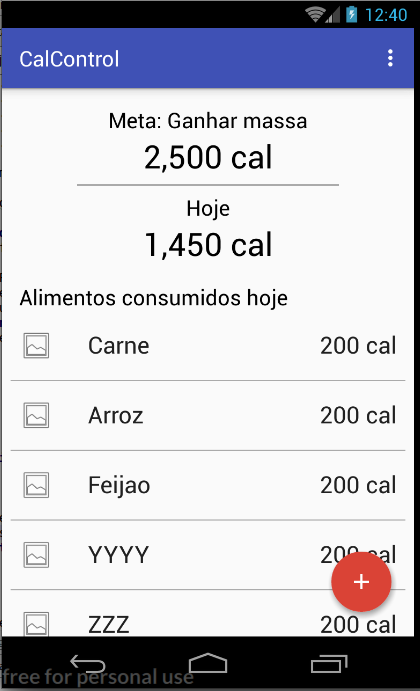 12:40
CalControl
Meta: Ganhar massa
2,500 cal
Hoje
1,450 cal
Alimentos consumidos hoje
Carne 200 cal
Arroz 200 cal
Feijao 200 cal
YYYY 200 cal
+
ZZZ 200 cal
free for personal use